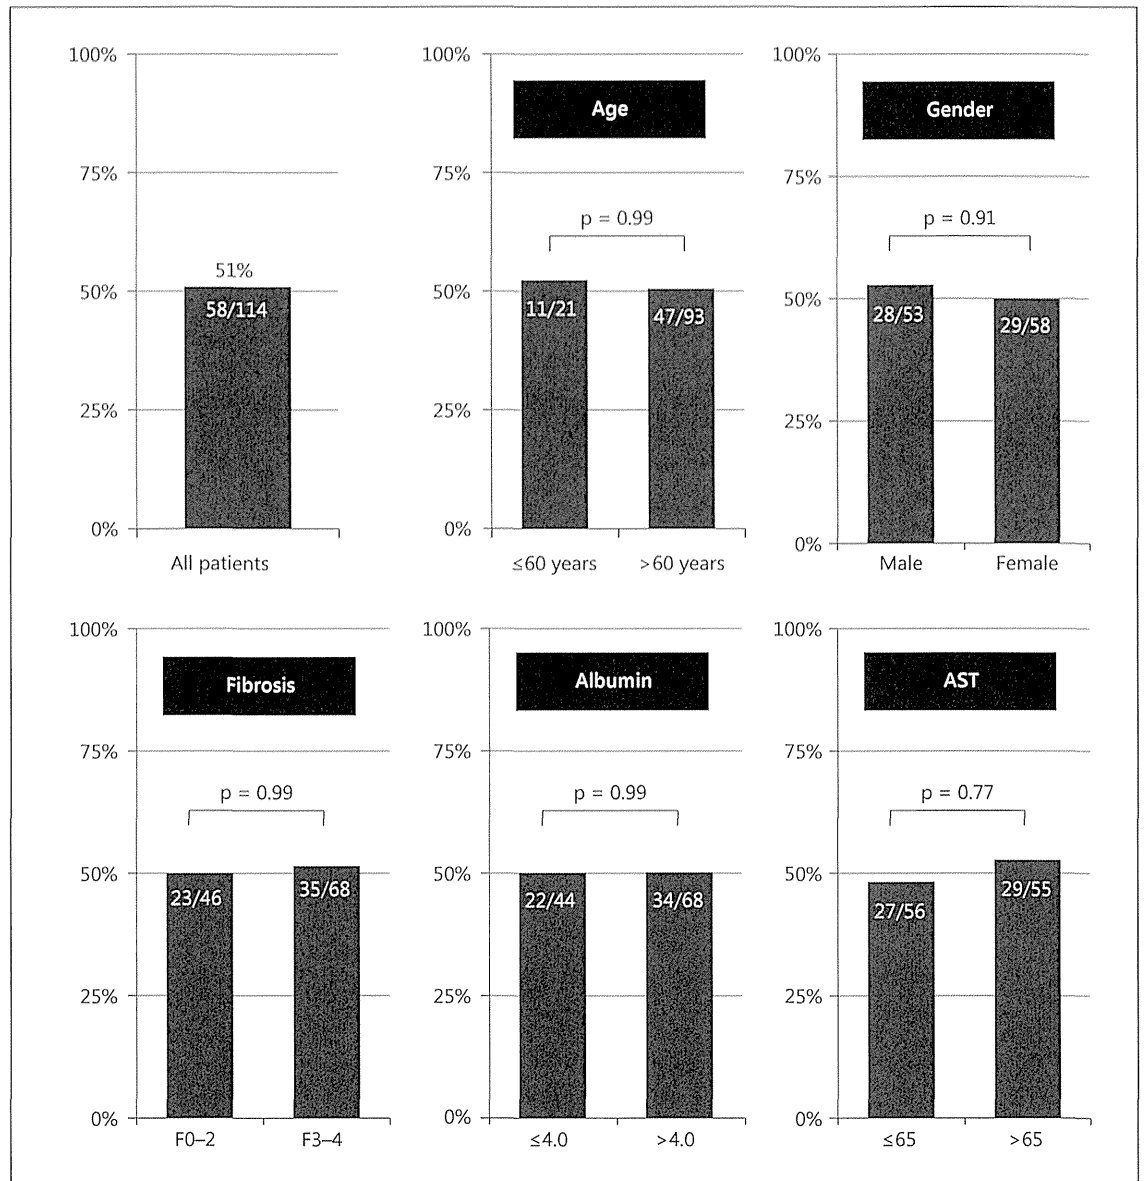 100%
75%
51%
58/114
50%
25%
0%
All patients
100%
Age
75%
p = 0.99
50%
11/21
47/93
25%
0%
≤60 years
>60 years
100%
Gender
75%
p = 0.91
50%
28/53
29/58
25%
0%
Male
Female
100%
Fibrosis
75%
p = 0.99
50%
23/46
35/68
25%
0%
F0–2
F3–4
100%
Albumin
75%
p = 0.99
50%
22/44
34/68
25%
0%
≤4.0
>4.0
100%
AST
75%
p = 0.77
50%
27/56
29/55
25%
0%
≤65
>65